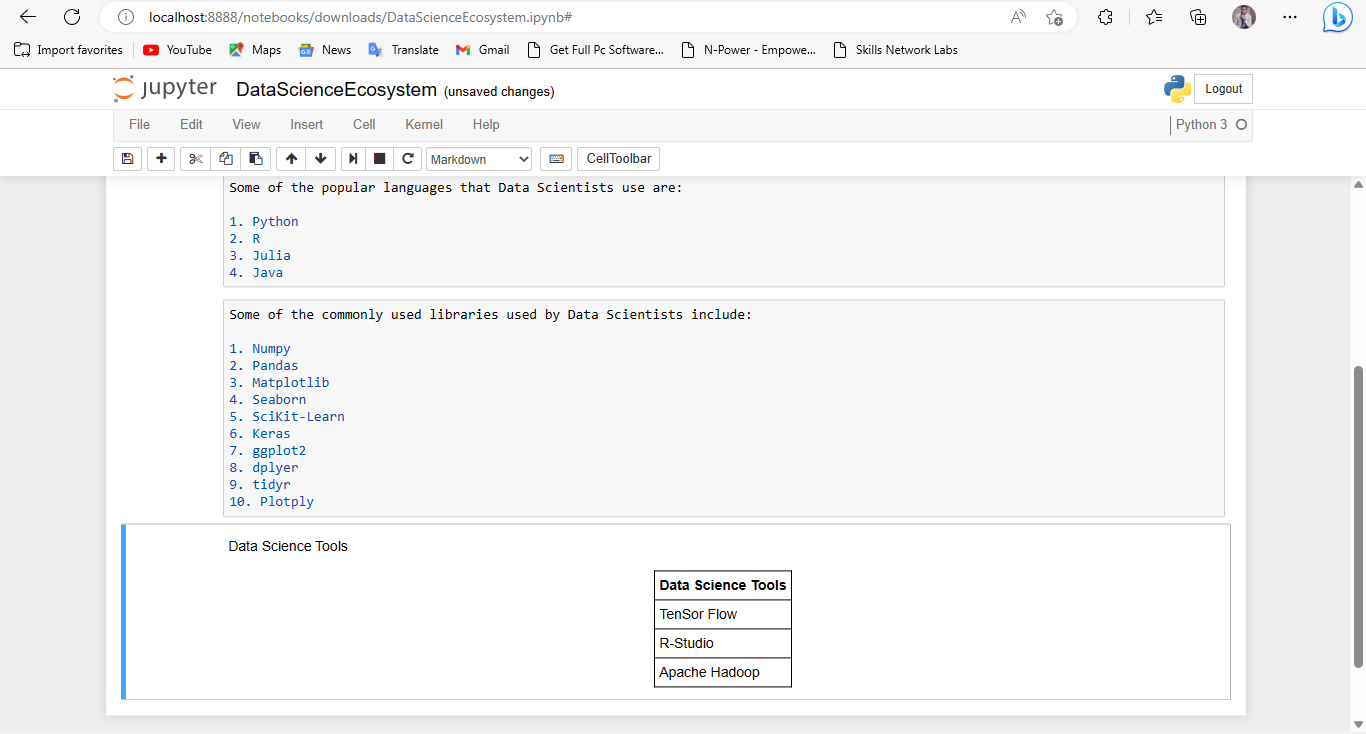 localhost:8888/notebooks/downloads/DataScienceEcosystem.ipynb#
Import favorites YouTube Maps News Translate Gmail Get Full Pc Software... N-Power - Empowe... Skills Network Labs
jupyter DataScienceEcosystem (unsaved changes) Logout
File Edit View Insert Cell Kernel Help Python 3
Markdown CellToolbar
Some of the popular languages that Data Scientists use are:
1. Python
2. R
3. Julia
4. Java
Some of the commonly used libraries used by Data Scientists include:
1. Numpy
2. Pandas
3. Matplotlib
4. Seaborn
5. SciKit-Learn
6. Keras
7. ggplot2
8. dplyer
9. tidyr
10. Plotply
Data Science Tools
Data Science Tools
TenSor Flow
R-Studio
Apache Hadoop